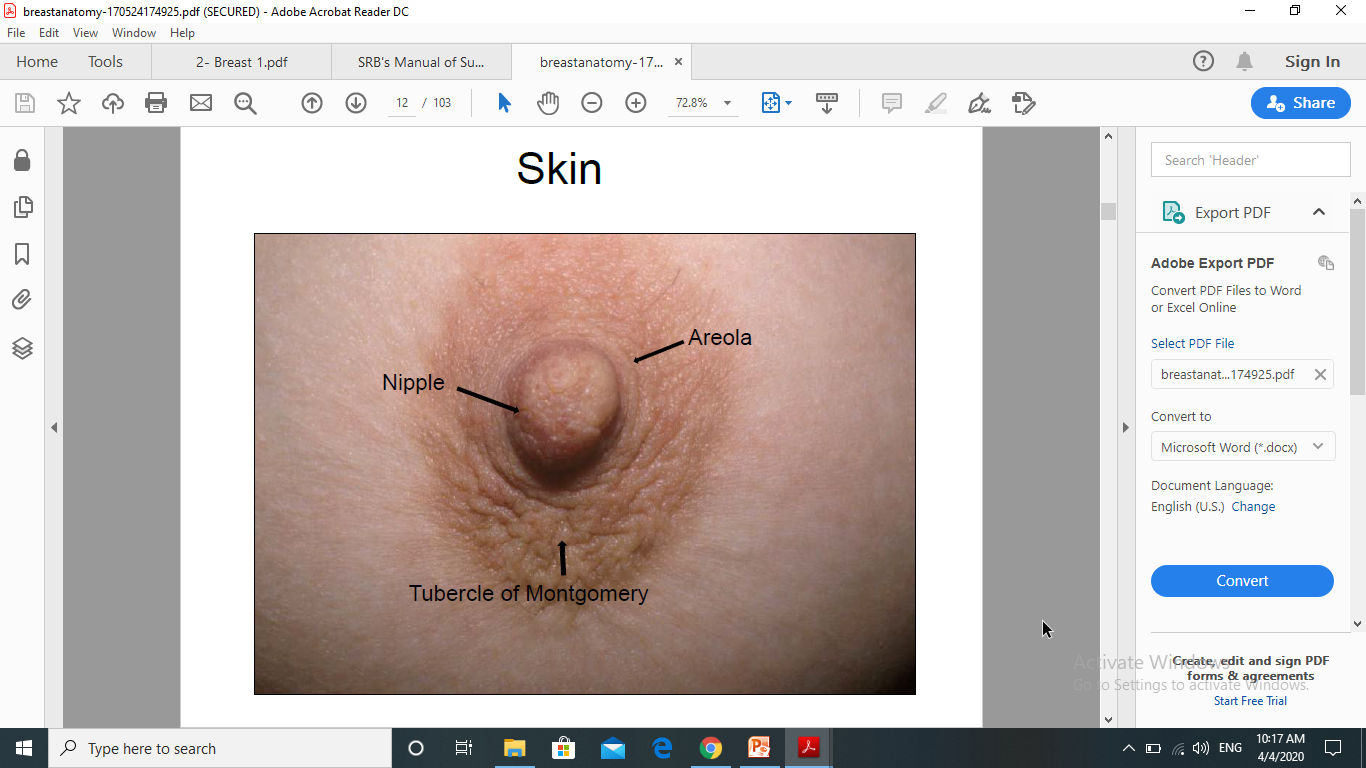 breastanatomy-170524174925.pdf (SECURED) - Adobe Acrobat Reader DC
File Edit View Window Help
Home Tools 2- Breast 1.pdf SRB's Manual of Su... breastanatomy-17... Sign In
12 / 103 72.8% Share
Skin
Areola
Nipple
Tubercle of Montgomery
Search 'Header'
Export PDF
Adobe Export PDF
Convert PDF Files to Word
or Excel Online
Select PDF File
breastanat...174925.pdf
Convert to
Microsoft Word (*.docx)
Document Language:
English (U.S.) Change
Convert
Activate Windows
Go to Settings to activate Windows.
Create, edit and sign PDF
forms & agreements
Start Free Trial
Type here to search
ENG
10:17 AM
4/4/2020